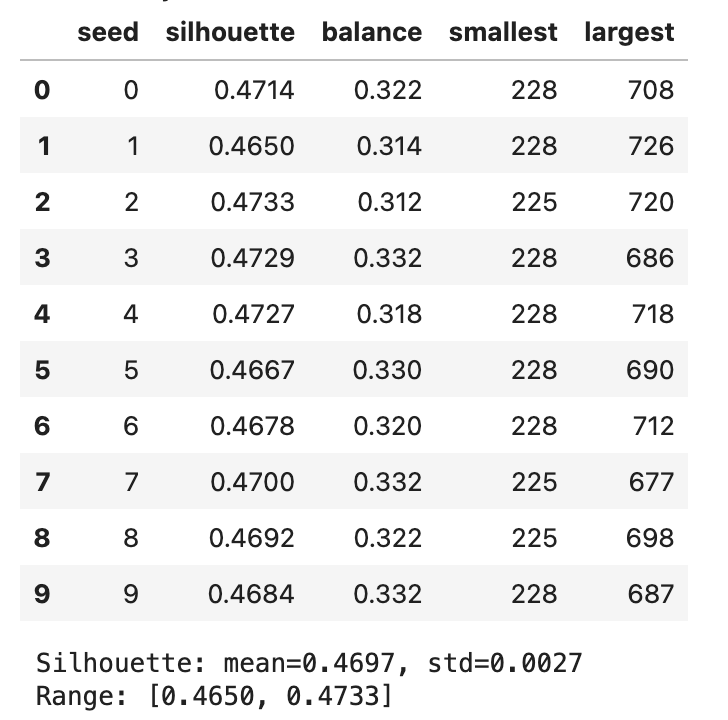 seed silhouette balance smallest largest
0 0 0.4714 0.322 228 708
1 1 0.4650 0.314 228 726
2 2 0.4733 0.312 225 720
3 3 0.4729 0.332 228 686
4 4 0.4727 0.318 228 718
5 5 0.4667 0.330 228 690
6 6 0.4678 0.320 228 712
7 7 0.4700 0.332 225 677
8 8 0.4692 0.322 225 698
9 9 0.4684 0.332 228 687
Silhouette: mean=0.4697, std=0.0027
Range: [0.4650, 0.4733]